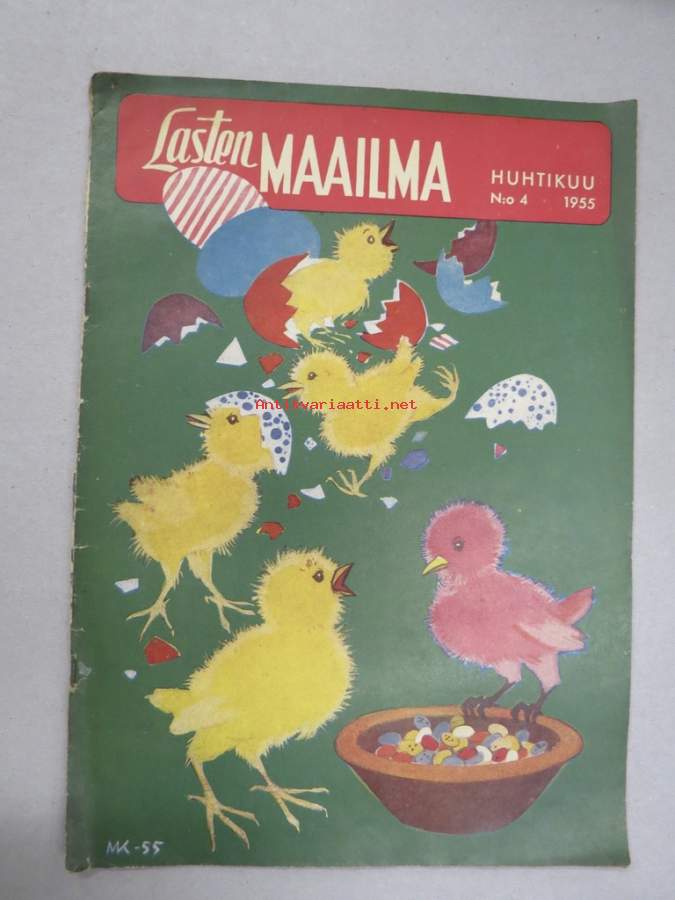 Lasten MAAILMA
HUHTIKUU
N:o 4 1955
Antikvariaatti.net
MK-55